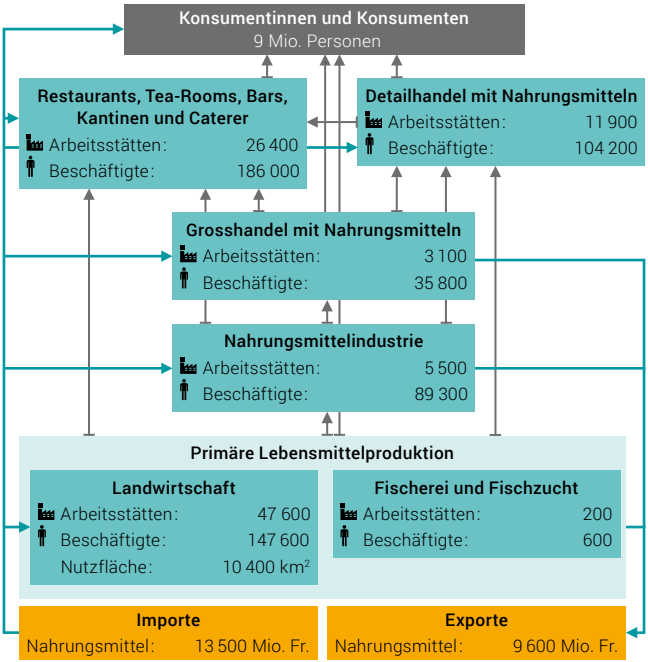 Konsumentinnen und Konsumenten
9 Mio. Personen
Restaurants, Tea-Rooms, Bars,
Kantinen und Caterer
Arbeitsstätten: 26 400
Beschäftigte: 186 000
Detailhandel mit Nahrungsmitteln
Arbeitsstätten: 11 900
Beschäftigte: 104 200
Grosshandel mit Nahrungsmitteln
Arbeitsstätten: 3 100
Beschäftigte: 35 800
Nahrungsmittelindustrie
Arbeitsstätten: 5 500
Beschäftigte: 89 300
Primäre Lebensmittelproduktion
Landwirtschaft
Arbeitsstätten: 47 600
Beschäftigte: 147 600
Nutzfläche: 10 400 km²
Fischerei und Fischzucht
Arbeitsstätten: 200
Beschäftigte: 600
Importe
Nahrungsmittel: 13 500 Mio. Fr.
Exporte
Nahrungsmittel: 9 600 Mio. Fr.